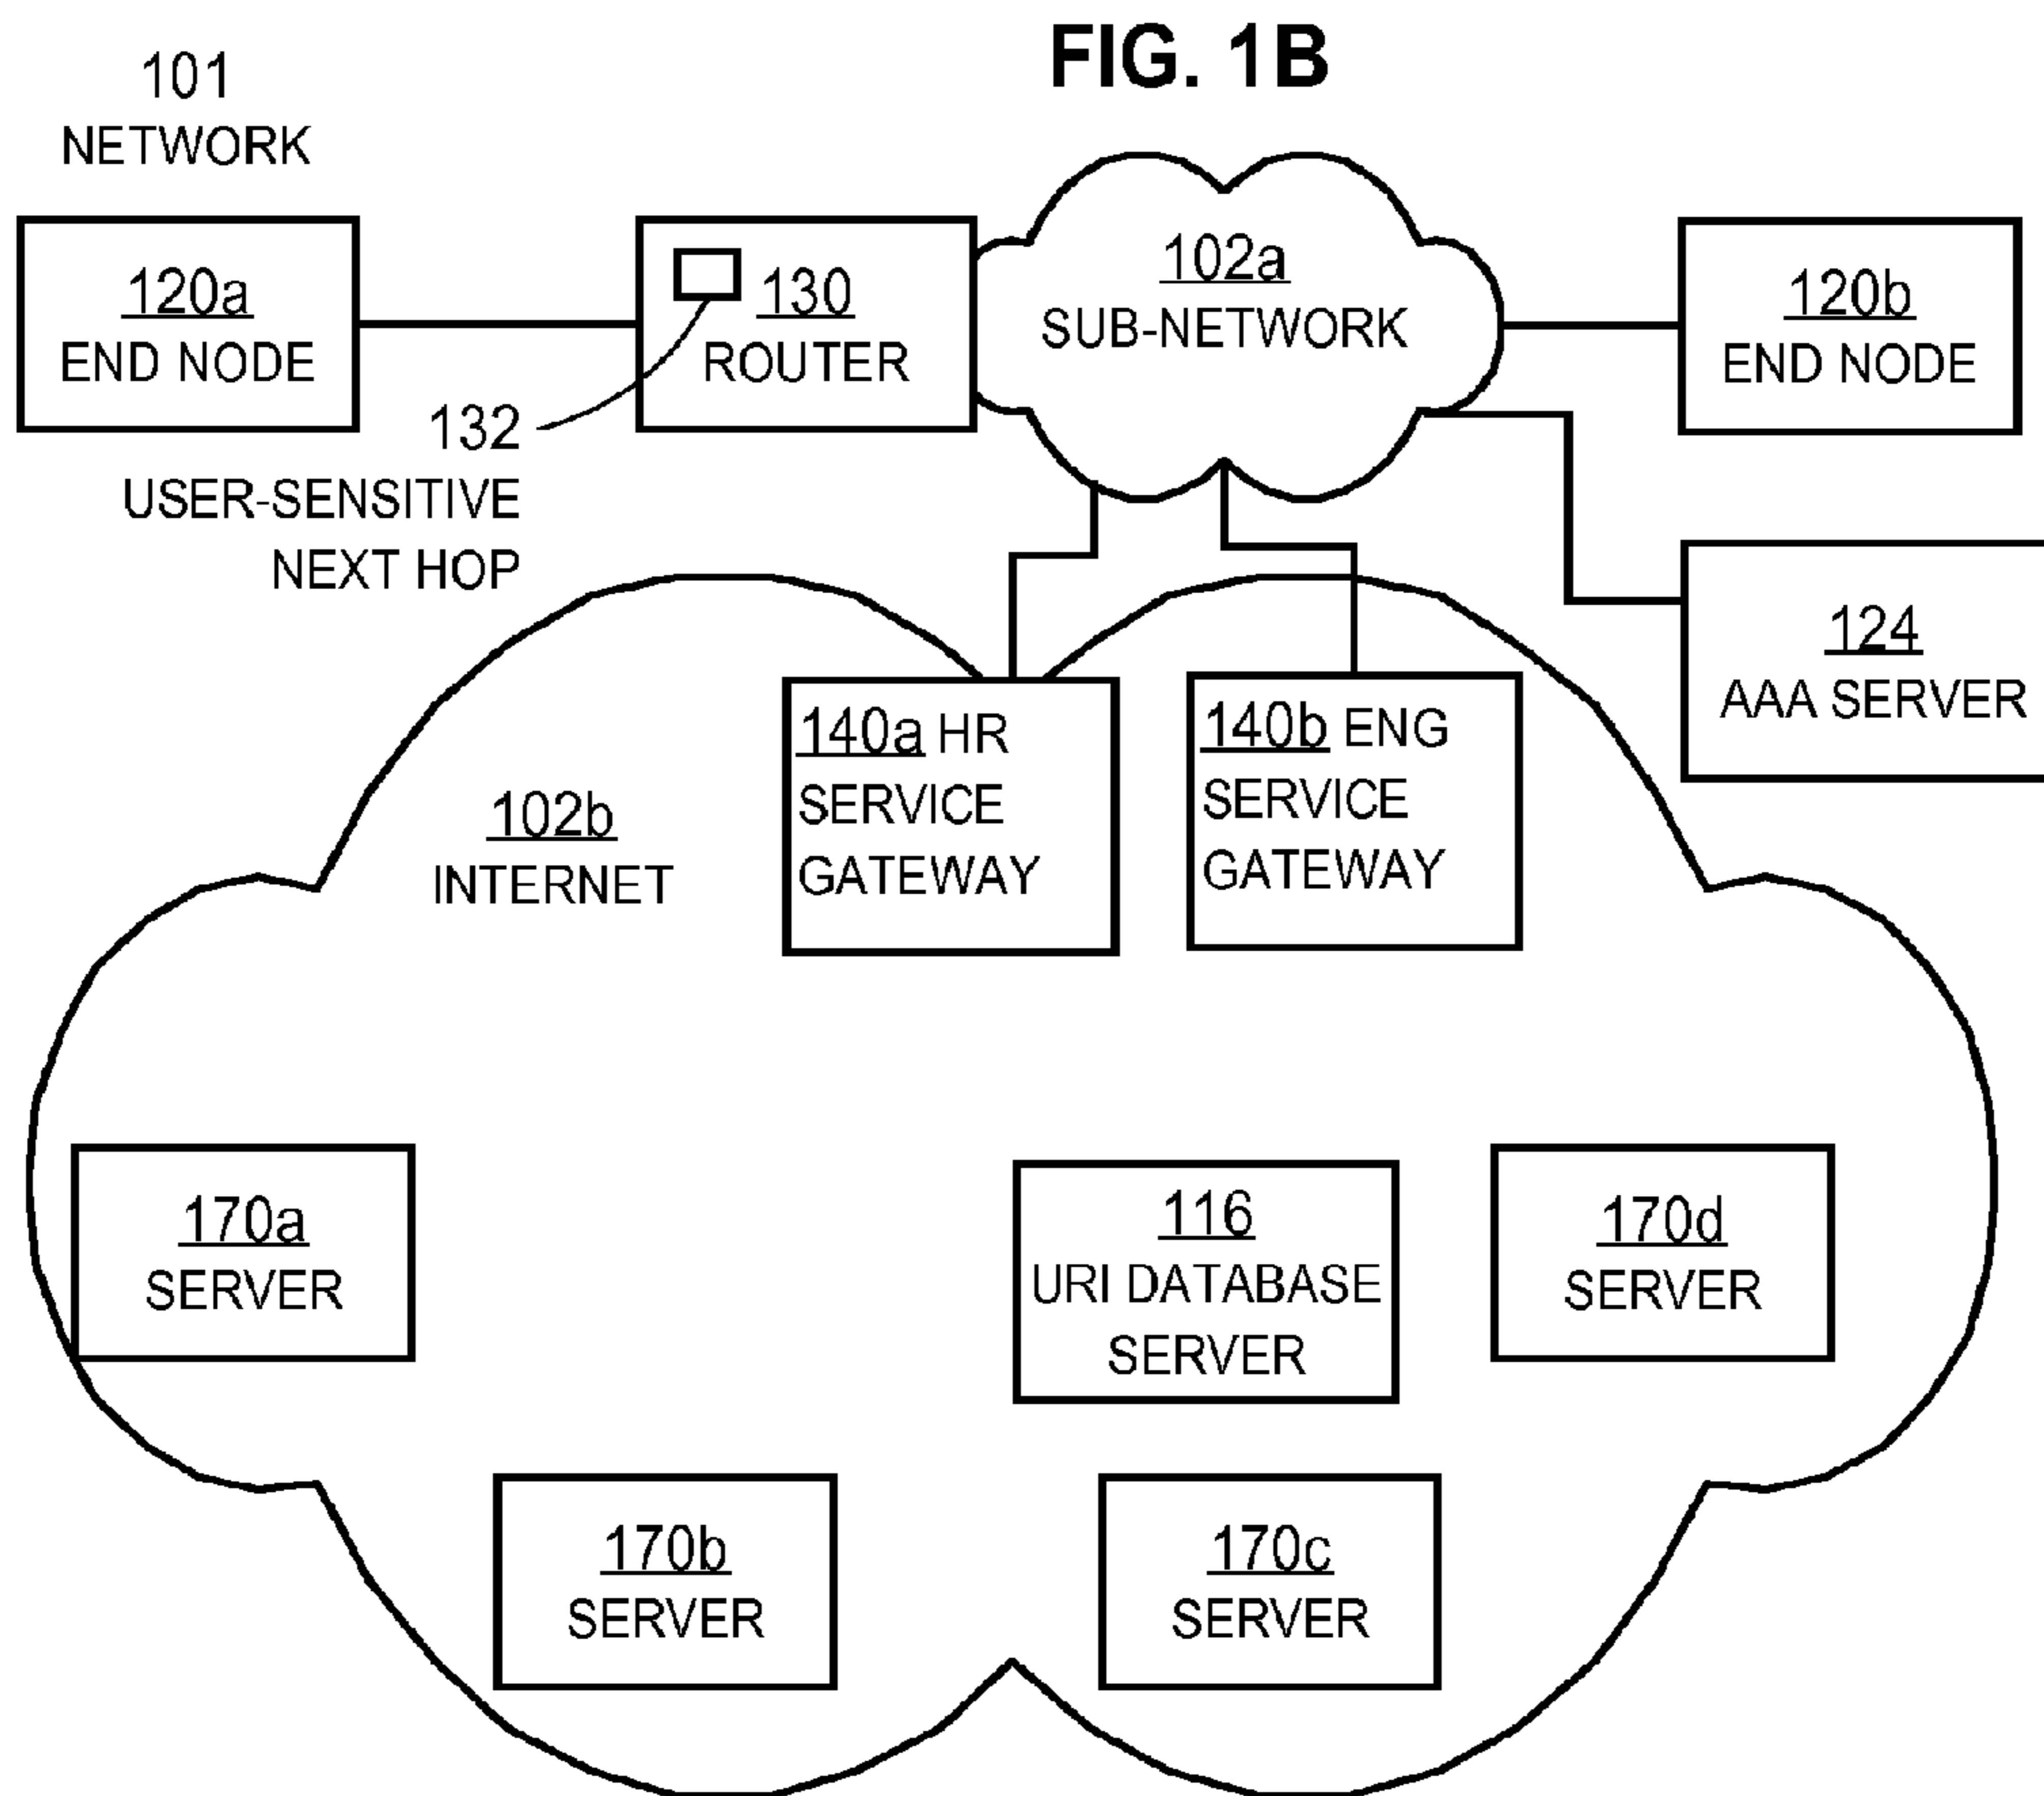 FIG. 1B
101
NETWORK
120a
END NODE
130
ROUTER
132
USER-SENSITIVE
NEXT HOP
102a
SUB-NETWORK
120b
END NODE
124
AAA SERVER
140a HR
SERVICE
GATEWAY
140b ENG
SERVICE
GATEWAY
102b
INTERNET
170a
SERVER
116
URI DATABASE
SERVER
170d
SERVER
170b
SERVER
170c
SERVER